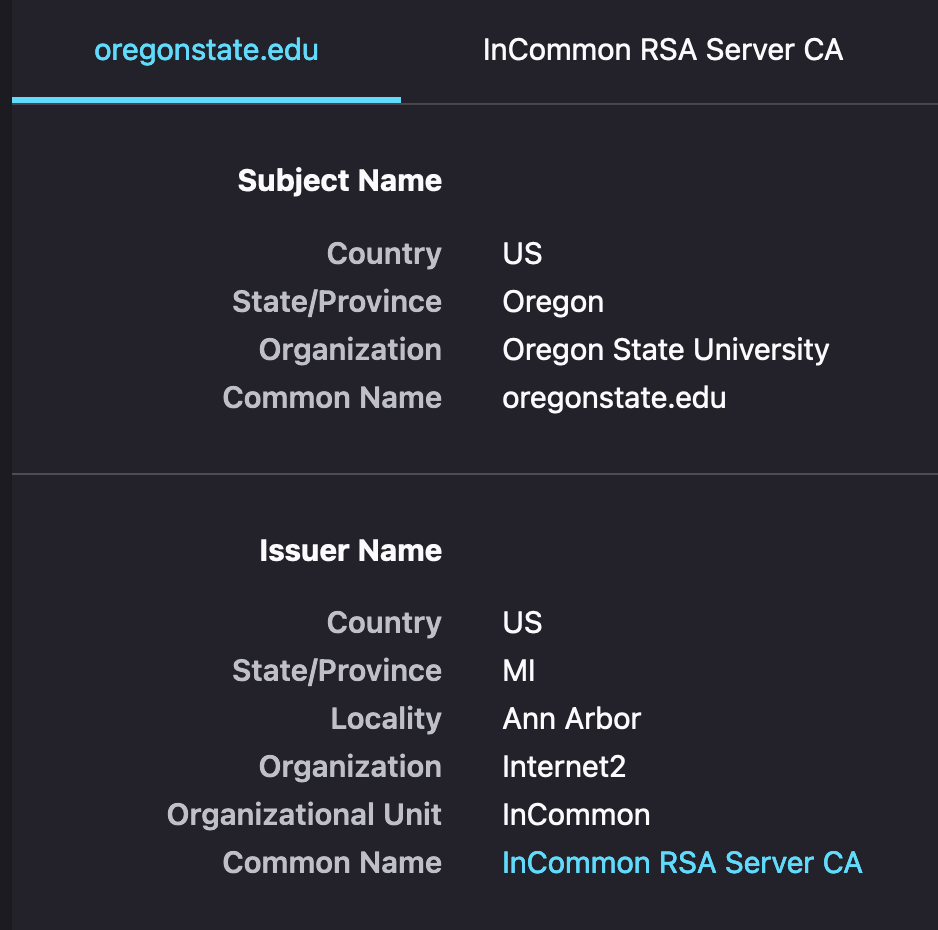 oregonstate.edu InCommon RSA Server CA
Subject Name
Country US
State/Province Oregon
Organization Oregon State University
Common Name oregonstate.edu
Issuer Name
Country US
State/Province MI
Locality Ann Arbor
Organization Internet2
Organizational Unit InCommon
Common Name InCommon RSA Server CA